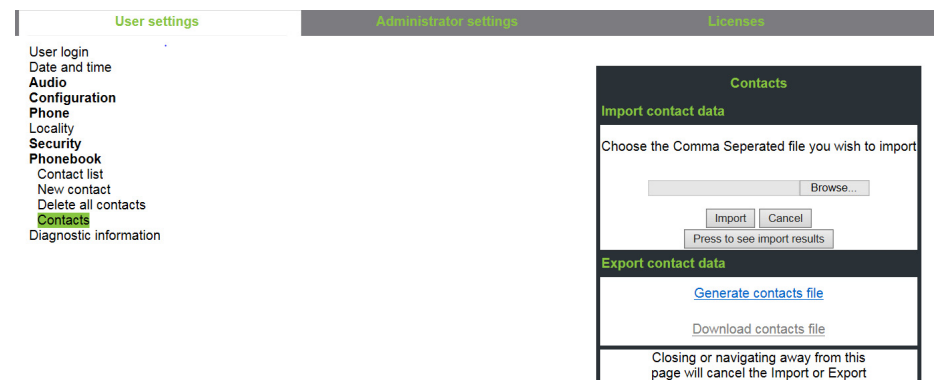 User settings
Administrator settings
Licenses
User login
Date and time
Audio
Configuration
Phone
Locality
Security
Phonebook
Contact list
New contact
Delete all contacts
Contacts
Diagnostic information
Contacts
Import contact data
Choose the Comma Seperated file you wish to import
Browse...
Import Cancel
Press to see import results
Export contact data
Generate contacts file
Download contacts file
Closing or navigating away from this
page will cancel the Import or Export